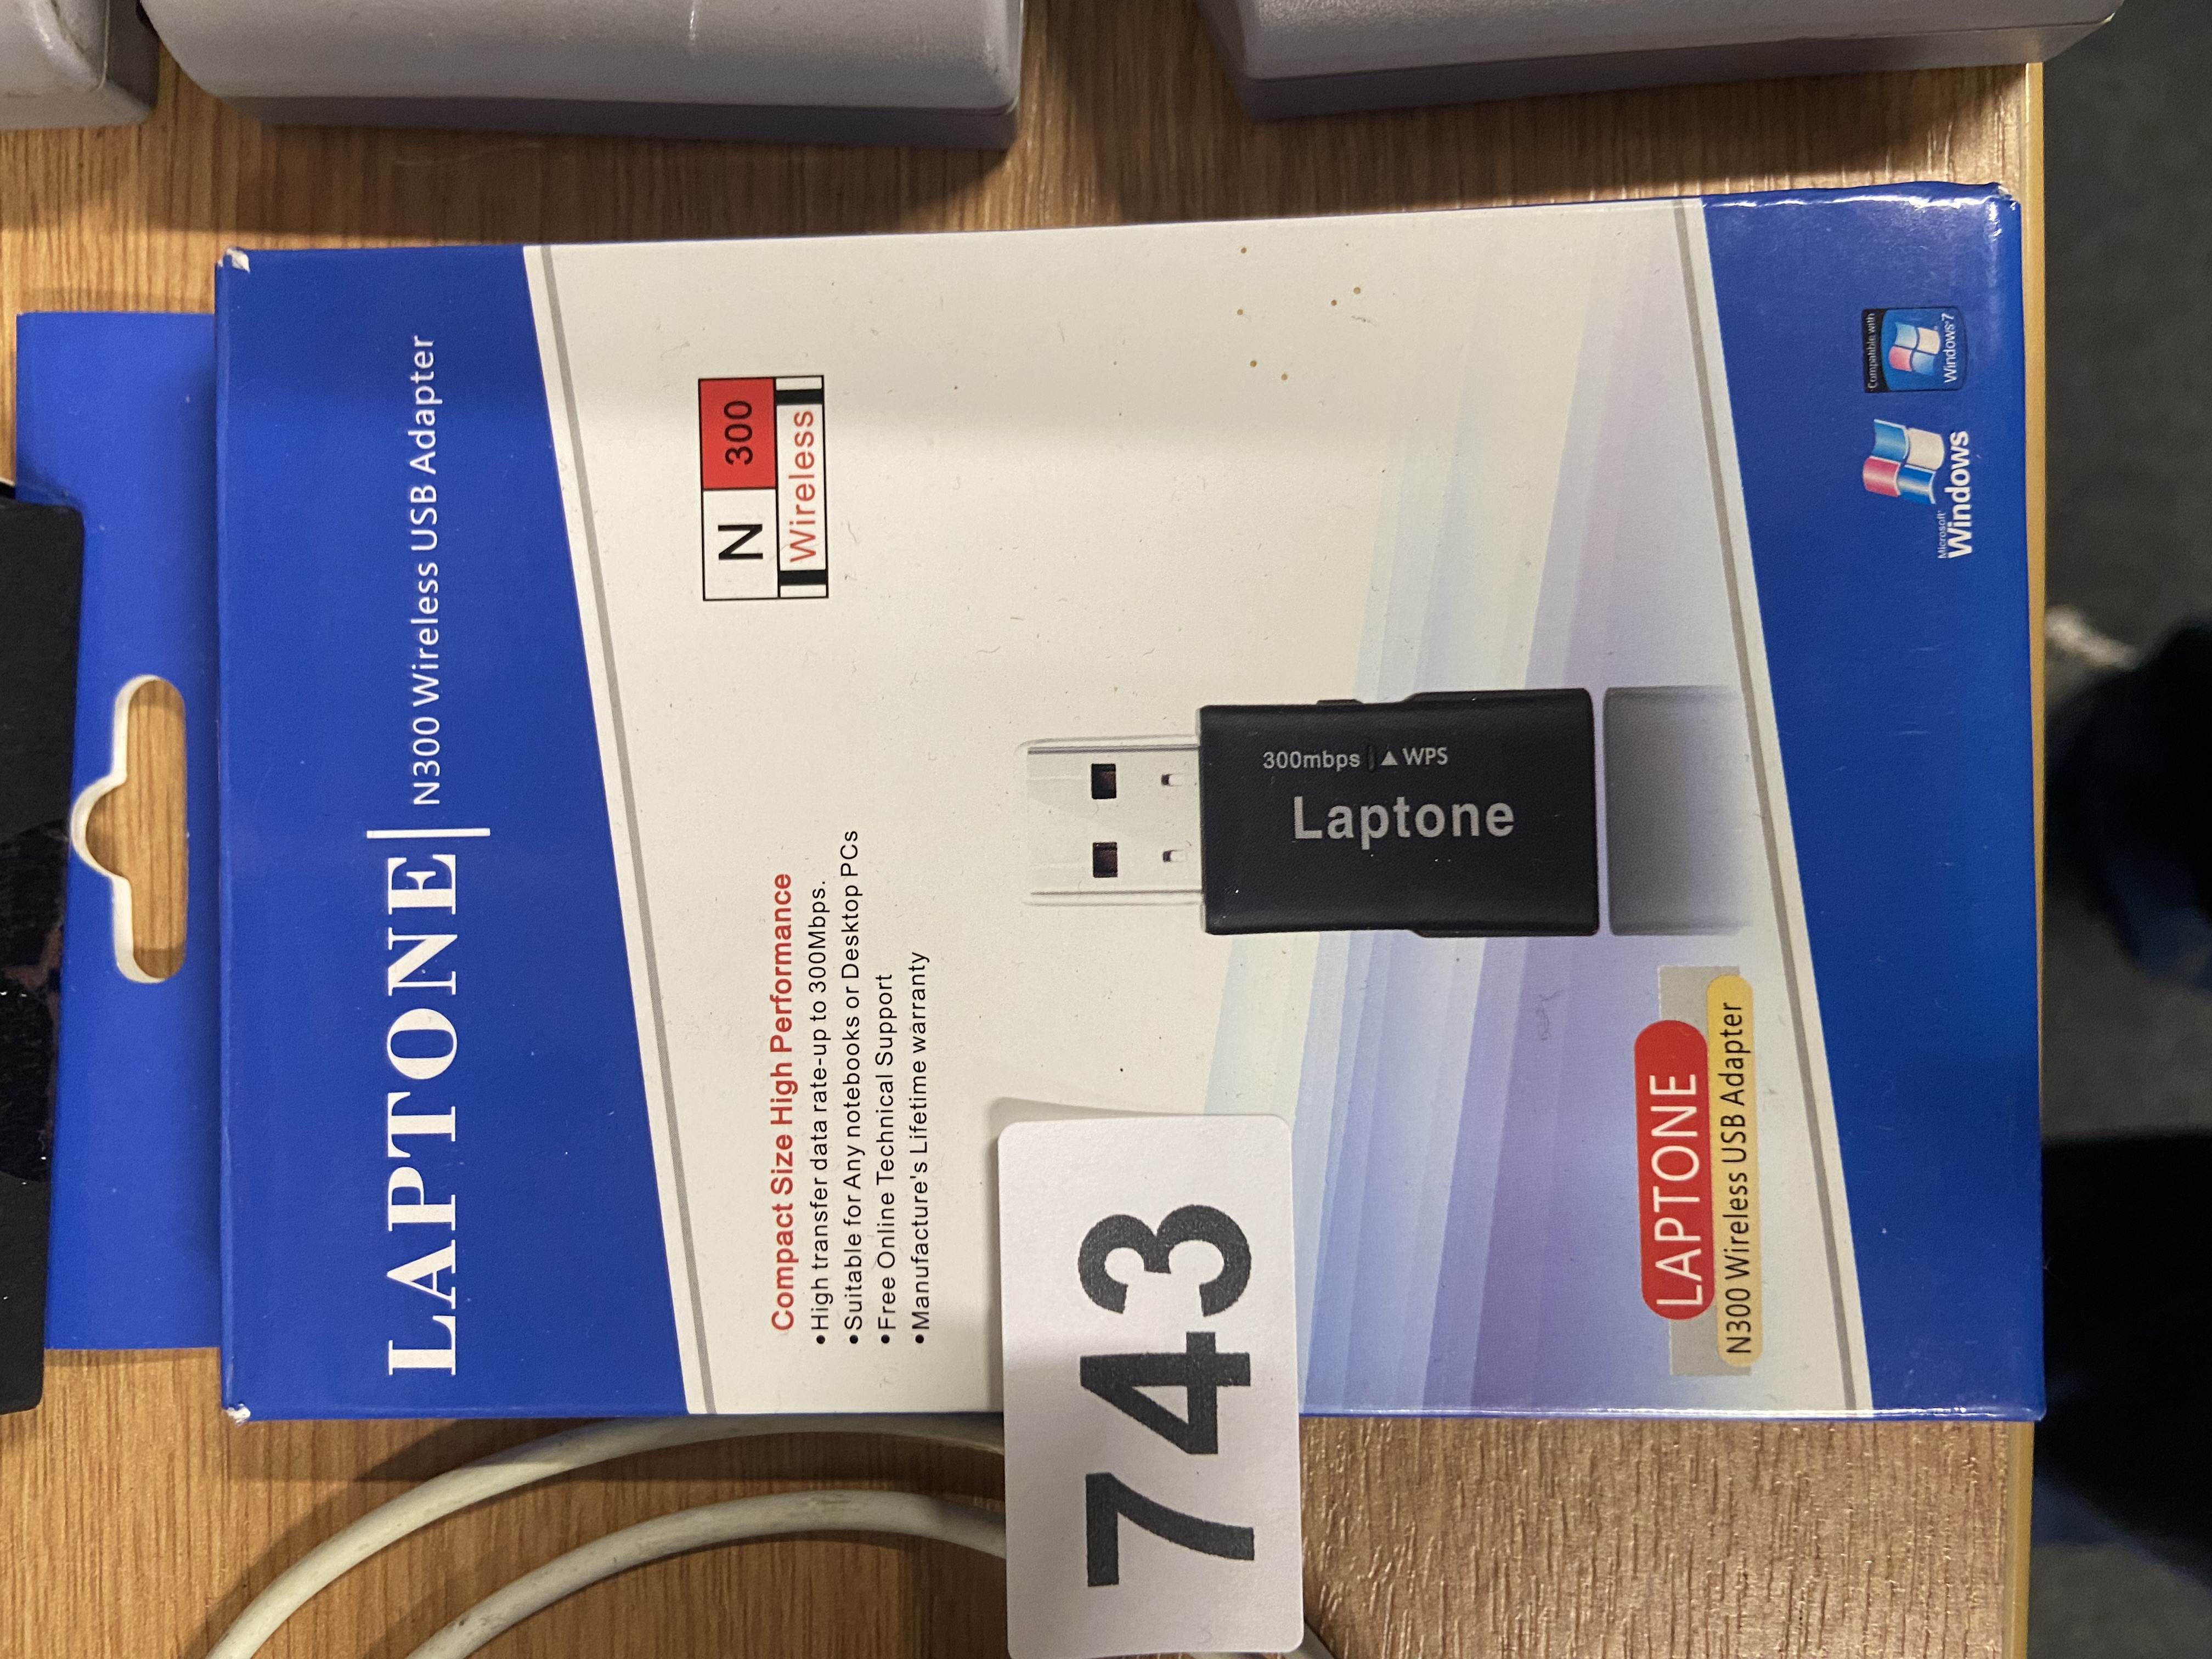 LAPTONE | N300 Wireless USB Adapter
N 300
Wireless
Compact Size High Performance
•High transfer data rate-up to 300Mbps.
•Suitable for Any notebooks or Desktop PCs
•Free Online Technical Support
•Manufacture's Lifetime warranty
300mbps ▲WPS
Laptone
743
LAPTONE
N300 Wireless USB Adapter
Microsoft
Windows
Compatible with
Windows 7